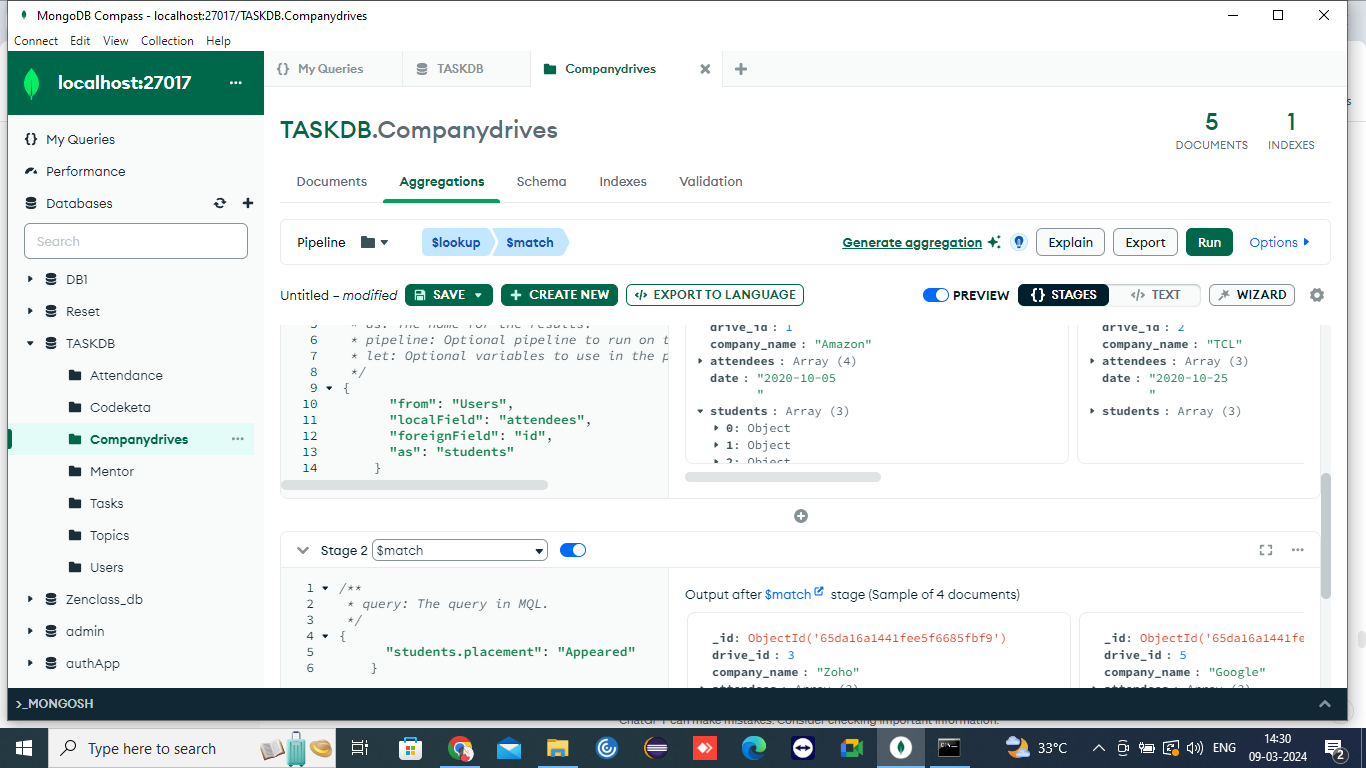 MongoDB Compass - localhost:27017/TASKDB.Companydrives
Connect Edit View Collection Help
localhost:27017 ...
{} My Queries
TASKDB
Companydrives
My Queries
Performance
Databases
Search
DB1
Reset
TASKDB
Attendance
Codeketa
Companydrives
Mentor
Tasks
Topics
Users
Zenclass_db
admin
authApp
TASKDB.Companydrives
5
DOCUMENTS
1
INDEXES
Documents Aggregations Schema Indexes Validation
Pipeline
$lookup
$match
Generate aggregation
Explain
Export
Run
Options
Untitled – modified
SAVE
+ CREATE NEW
</> EXPORT TO LANGUAGE
PREVIEW
{} STAGES
</> TEXT
WIZARD
5 * as: The name for the results.
6 * pipeline: Optional pipeline to run on t
7 * let: Optional variables to use in the p
8 */
9 {
10 "from": "Users",
11 "localField": "attendees",
12 "foreignField": "id",
13 "as": "students"
14 }
drive_id : 1
company_name : "Amazon"
attendees : Array (4)
date : "2020-10-05
"
students : Array (3)
0: Object
1: Object
2: Object
drive_id : 2
company_name : "TCL"
attendees : Array (3)
date : "2020-10-25
"
students : Array (3)
Stage 2 $match
1 /**
2 * query: The query in MQL.
3 */
4 {
5 "students.placement": "Appeared"
6 }
Output after $match stage (Sample of 4 documents)
_id: ObjectId('65da16a1441fee5f6685fbf9')
drive_id : 3
company_name : "Zoho"
_id: ObjectId('65da16a1441fe
drive_id : 5
company_name : "Google"
>_MONGOSH
ChatGPT can make mistakes. Consider checking important information.
Type here to search
33°C
ENG
14:30
09-03-2024
2